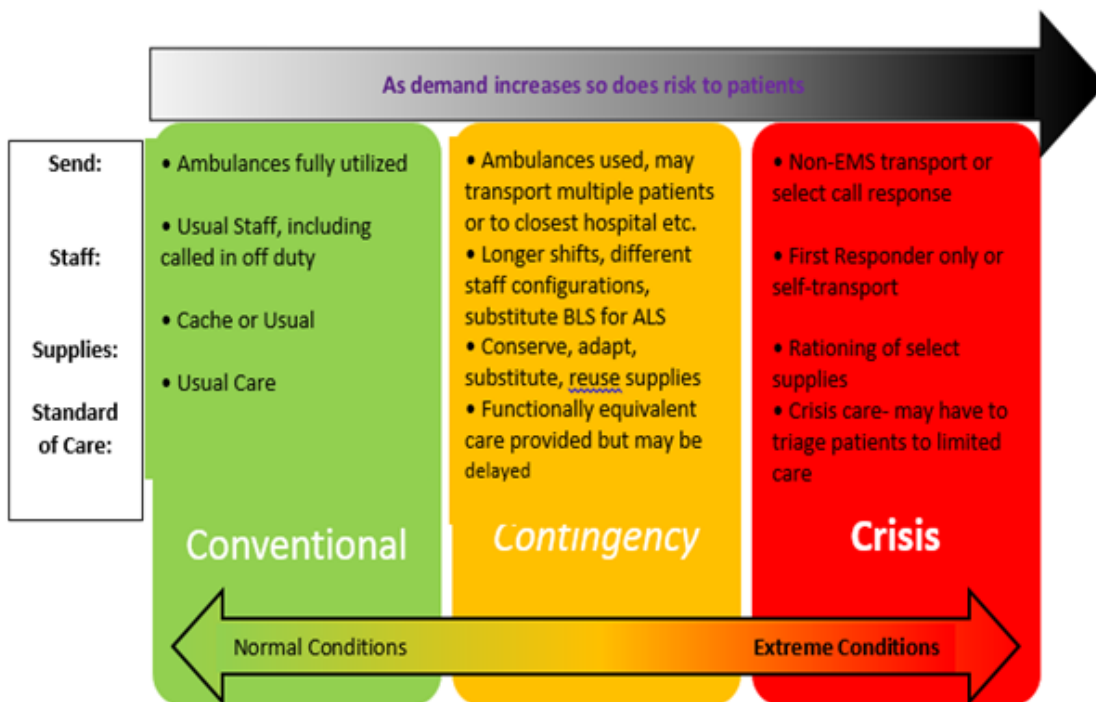 As demand increases so does risk to patients
Send:
Staff:
Supplies:
Standard
of Care:
• Ambulances fully utilized
• Usual Staff, including
called in off duty
• Cache or Usual
• Usual Care
Conventional
• Ambulances used, may
transport multiple patients
or to closest hospital etc.
• Longer shifts, different
staff configurations,
substitute BLS for ALS
• Conserve, adapt,
substitute, reuse supplies
• Functionally equivalent
care provided but may be
delayed
Contingency
• Non-EMS transport or
select call response
• First Responder only or
self-transport
• Rationing of select
supplies
• Crisis care- may have to
triage patients to limited
care
Crisis
Normal Conditions
Extreme Conditions